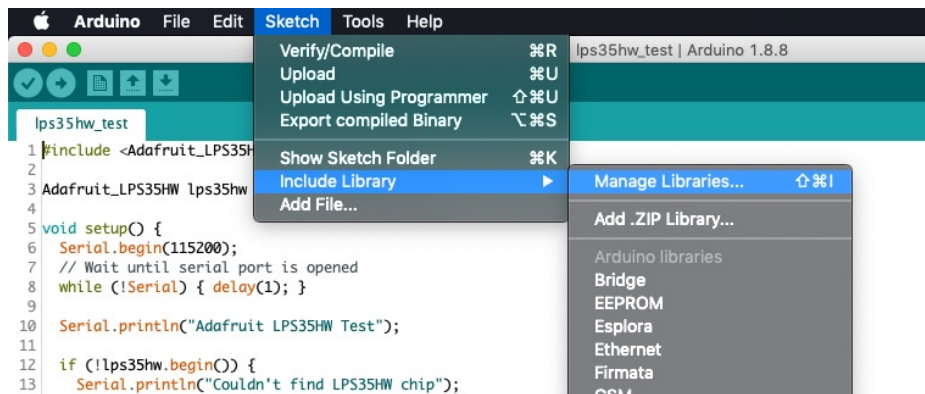 Arduino File Edit Sketch Tools Help
lps35hw_test | Arduino 1.8.8
Verify/Compile ⌘R
Upload ⌘U
Upload Using Programmer ⇧⌘U
Export compiled Binary ⌥⌘S
Show Sketch Folder ⌘K
Include Library ▶
Add File...
Manage Libraries... ⇧⌘I
Add .ZIP Library...
Arduino libraries
Bridge
EEPROM
Esplora
Ethernet
Firmata
GSM
lps35hw_test
1 #include <Adafruit_LPS35H
2
3 Adafruit_LPS35HW lps35hw
4
5 void setup() {
6 Serial.begin(115200);
7 // Wait until serial port is opened
8 while (!Serial) { delay(1); }
9
10 Serial.println("Adafruit LPS35HW Test");
11
12 if (!lps35hw.begin()) {
13 Serial.println("Couldn't find LPS35HW chip");